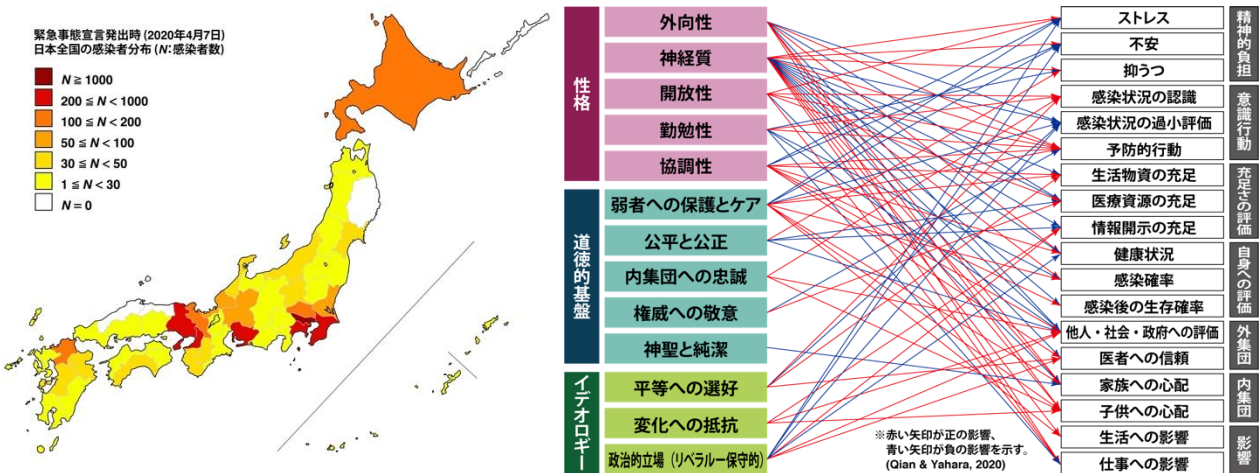 緊急事態宣言発出時 (2020年4月7日)
日本全国の感染者分布 (N:感染者数)
N ≧ 1000
200 ≦ N < 1000
100 ≦ N < 200
50 ≦ N < 100
30 ≦ N < 50
1 ≦ N < 30
N = 0
性格
外向性
神経質
開放性
勤勉性
協調性
道徳的基盤
弱者への保護とケア
公平と公正
内集団への忠誠
権威への敬意
神聖と純潔
イデオロギー
平等への選好
変化への抵抗
政治的立場(リベラルー保守的)
ストレス
不安
抑うつ
精神的負担
感染状況の認識
感染状況の過小評価
予防的行動
意識行動
生活物資の充足
医療資源の充足
情報開示の充足
充足さの評価
健康状況
感染確率
感染後の生存確率
自身への評価
他人・社会・政府への評価
医者への信頼
外集団
家族への心配
子供への心配
内集団
生活への影響
仕事への影響
影響
※赤い矢印が正の影響、
青い矢印が負の影響を示す。
(Qian & Yahara, 2020)